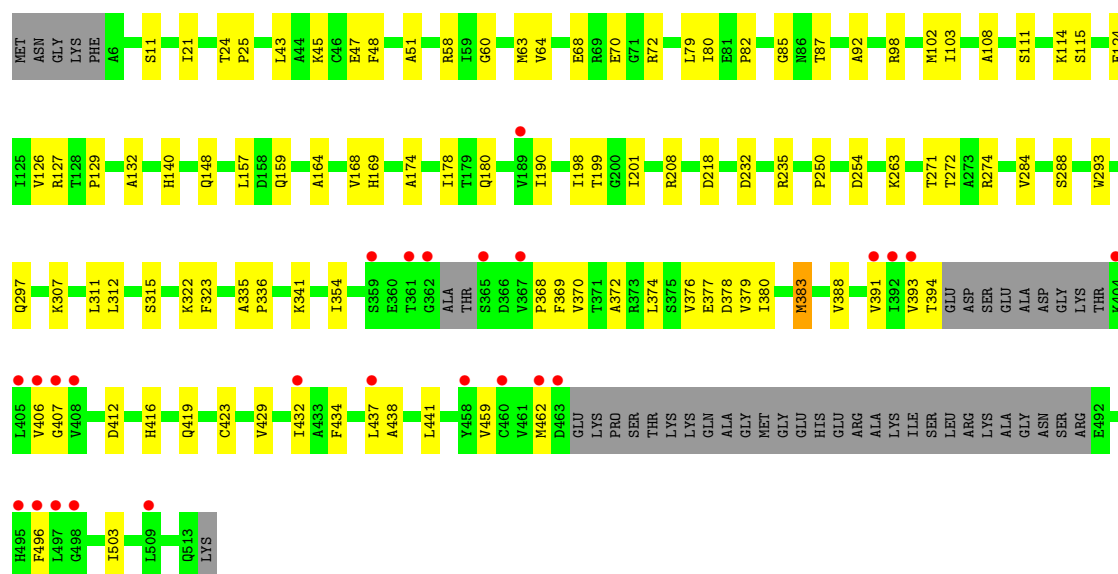 MET ASN GLY LYS PHE A6 S11 I21 T24 P25 L43 A44 K45 C46 E47 F48 A51 R58 I59 G60 M63 V64 E68 R69 E70 G71 R72 L79 I80 E81 P82 G85 N86 T87 A92 R98 M102 I103 A108 S111 K114 S115
I125 V126 R127 T128 P129 A132 H140 Q148 L157 D158 Q159 A164 V168 H169 A174 I178 T179 Q180 V189 I190 I198 T199 G200 I201 R208 D218 D232 R235 P250 D254 K263 T271 T272 A273 R274 V284 S288 W293
Q297 K307 L311 L312 S315 K322 F323 A335 P336 K341 I354 S359 E360 T361 G362 ALA THR S365 D366 V367 P368 F369 V370 T371 A372 R373 L374 S375 V376 E377 D378 V379 I380 M383 V388 V391 I392 V393 T394 GLU ASP SER GLU ALA ASP GLY LYS THR
L405 V406 G407 V408 D412 H416 Q419 C423 V429 I432 A433 F434 L437 A438 L441 Y458 V459 C460 V461 M462 D463 GLU LYS PRO SER THR LYS LYS GLN ALA GLY MET GLY GLU HIS GLU ARG ALA LYS ILE SER LEU ARG LYS ALA GLY ASN SER ARG E492
H495 F496 L497 G498 I503 L509 Q513 LYS